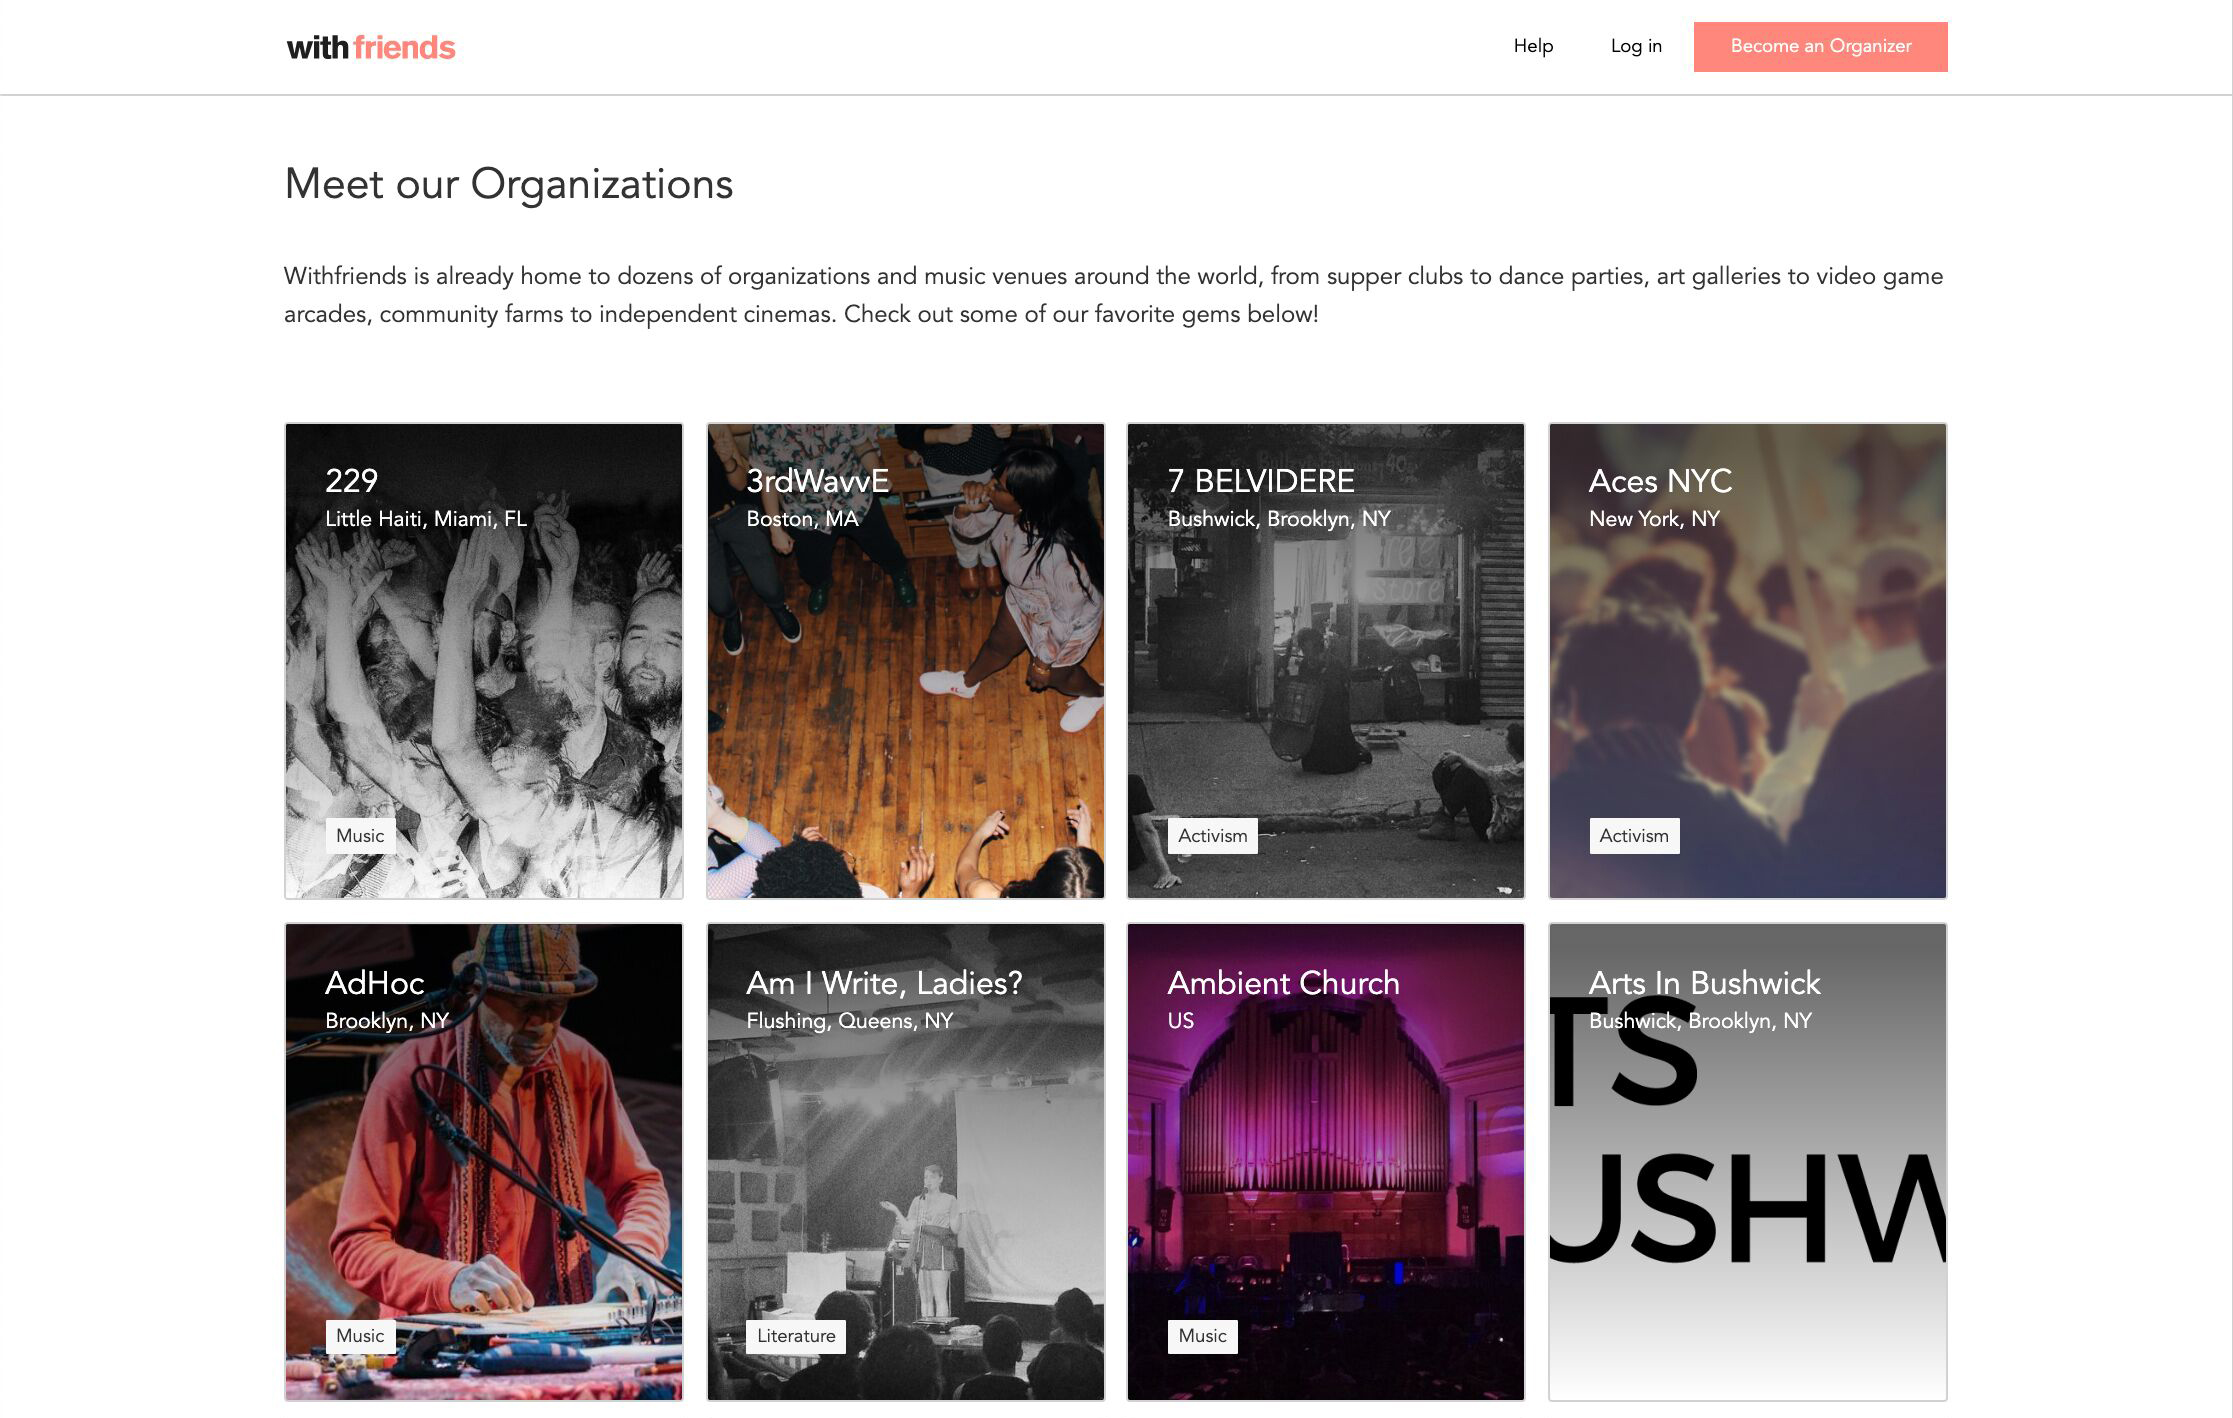 withfriends
Help
Log in
Become an Organizer
Meet our Organizations
Withfriends is already home to dozens of organizations and music venues around the world, from supper clubs to dance parties, art galleries to video game
arcades, community farms to independent cinemas. Check out some of our favorite gems below!
229
Little Haiti, Miami, FL
Music
3rdWavvE
Boston, MA
7 BELVIDERE
Bushwick, Brooklyn, NY
free
store
Activism
Aces NYC
New York, NY
Activism
AdHoc
Brooklyn, NY
Music
Am I Write, Ladies?
Flushing, Queens, NY
Literature
Ambient Church
US
Music
Arts In Bushwick
Bushwick, Brooklyn, NY
TS
USHW